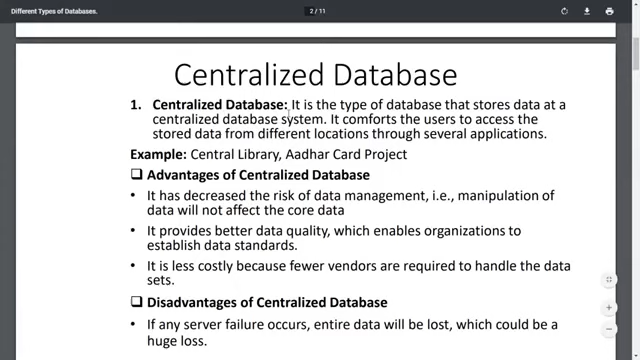 Different Types of Databases.
2 / 11
Centralized Database
1. Centralized Database: It is the type of database that stores data at a
centralized database system. It comforts the users to access the
stored data from different locations through several applications.
Example: Central Library, Aadhar Card Project
❑ Advantages of Centralized Database
• It has decreased the risk of data management, i.e., manipulation of
data will not affect the core data
• It provides better data quality, which enables organizations to
establish data standards.
• It is less costly because fewer vendors are required to handle the data
sets.
❑ Disadvantages of Centralized Database
• If any server failure occurs, entire data will be lost, which could be a
huge loss.